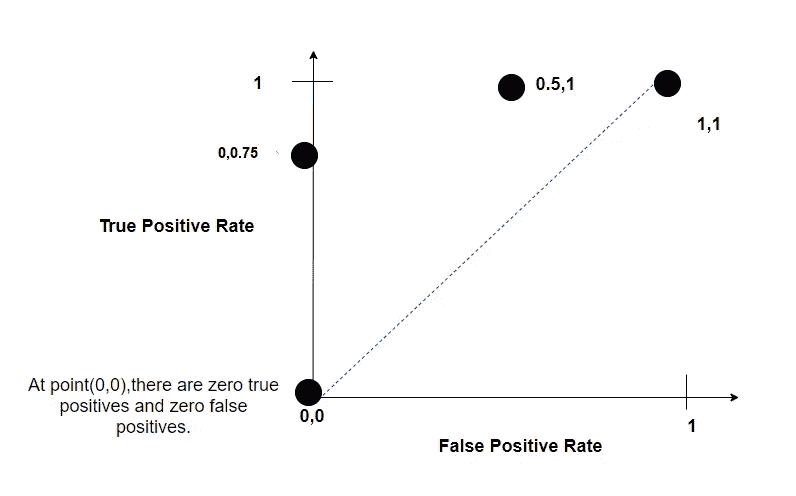 1
0.5,1
1,1
0,0.75
True Positive Rate
At point(0,0),there are zero true
positives and zero false
positives.
0,0
1
False Positive Rate